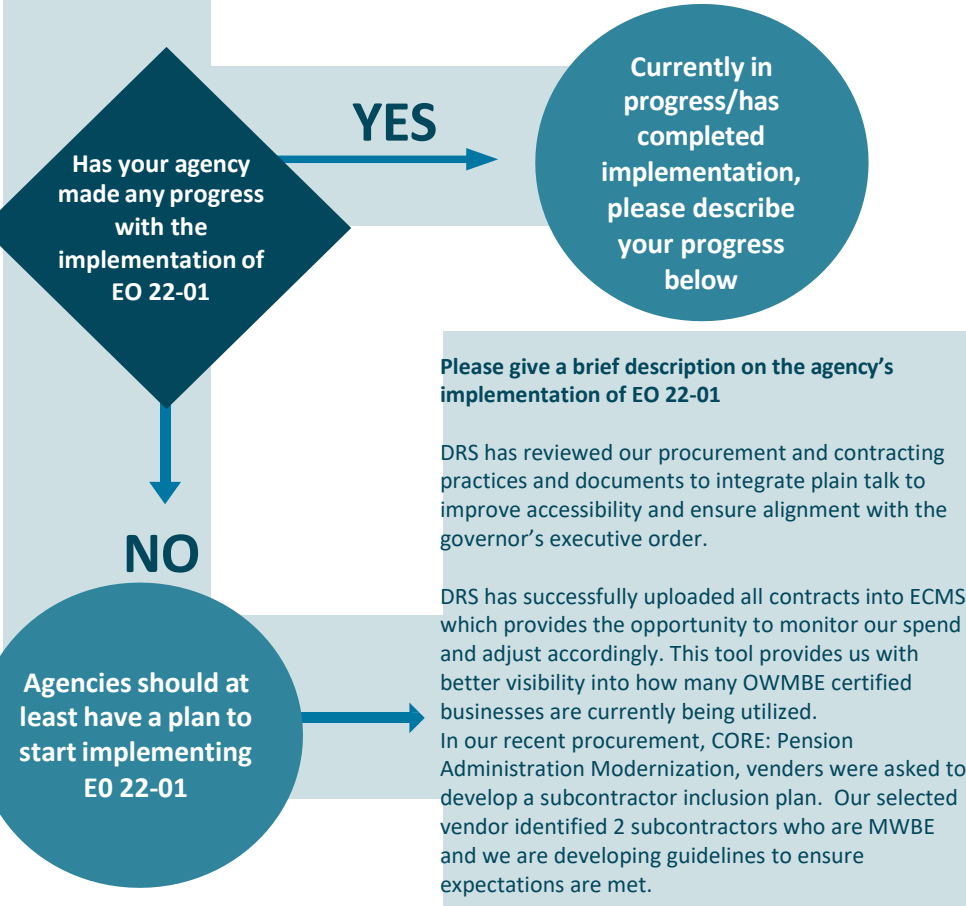 Has your agency
made any progress
with the
implementation of
EO 22-01
YES
Currently in
progress/has
completed
implementation,
please describe
your progress
below
NO
Agencies should at
least have a plan to
start implementing
E0 22-01
Please give a brief description on the agency’s
implementation of EO 22-01
DRS has reviewed our procurement and contracting
practices and documents to integrate plain talk to
improve accessibility and ensure alignment with the
governor’s executive order.
DRS has successfully uploaded all contracts into ECMS
which provides the opportunity to monitor our spend
and adjust accordingly. This tool provides us with
better visibility into how many OWMBE certified
businesses are currently being utilized.
In our recent procurement, CORE: Pension
Administration Modernization, venders were asked to
develop a subcontractor inclusion plan.  Our selected
vendor identified 2 subcontractors who are MWBE
and we are developing guidelines to ensure
expectations are met.